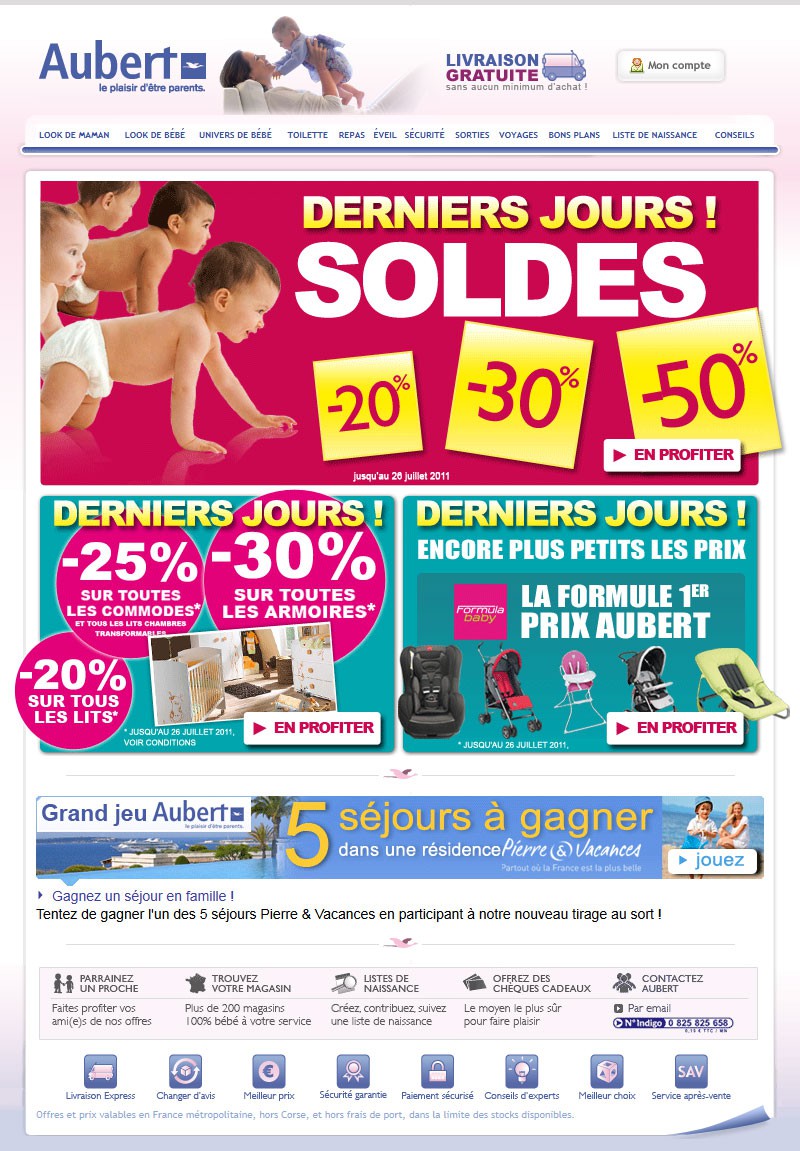 Aubert
le plaisir d'être parents.
LIVRAISON
GRATUITE
sans aucun minimum d'achat !
Mon compte
LOOK DE MAMAN LOOK DE BÉBÉ UNIVERS DE BÉBÉ TOILETTE REPAS ÉVEIL SÉCURITÉ SORTIES VOYAGES BONS PLANS LISTE DE NAISSANCE CONSEILS
DERNIERS JOURS !
SOLDES
-20%
-30%
-50%
EN PROFITER
jusqu'au 26 juillet 2011
DERNIERS JOURS !
-25%
SUR TOUTES
LES COMMODES*
ET TOUS LES LITS CHAMBRES
TRANSFORMABLES
-30%
SUR TOUTES
LES ARMOIRES*
-20%
SUR TOUS
LES LITS*
* JUSQU'AU 26 JUILLET 2011,
VOIR CONDITIONS
EN PROFITER
DERNIERS JOURS !
ENCORE PLUS PETITS LES PRIX
Formüla
baby
LA FORMULE 1ER
PRIX AUBERT
* JUSQU'AU 26 JUILLET 2011,
EN PROFITER
Grand jeu Aubert
le plaisir d'être parents.
5 séjours à gagner
dans une résidence Pierre & Vacances
Partout où la France est la plus belle
jouez
Gagnez un séjour en famille !
Tentez de gagner l'un des 5 séjours Pierre & Vacances en participant à notre nouveau tirage au sort !
PARRAINEZ
UN PROCHE
Faites profiter vos
ami(e)s de nos offres
TROUVEZ
VOTRE MAGASIN
Plus de 200 magasins
100% bébé à votre service
LISTES DE
NAISSANCE
Créez, contribuez, suivez
une liste de naissance
OFFREZ DES
CHÈQUES CADEAUX
Le moyen le plus sûr
pour faire plaisir
CONTACTEZ
AUBERT
Par email
N°Indigo 0 825 825 658
0,15 € TTC / MN
Livraison Express
Changer d'avis
Meilleur prix
Sécurité garantie
Paiement sécurisé
Conseils d'experts
Meilleur choix
SAV
Service après-vente
Offres et prix valables en France métropolitaine, hors Corse, et hors frais de port, dans la limite des stocks disponibles.